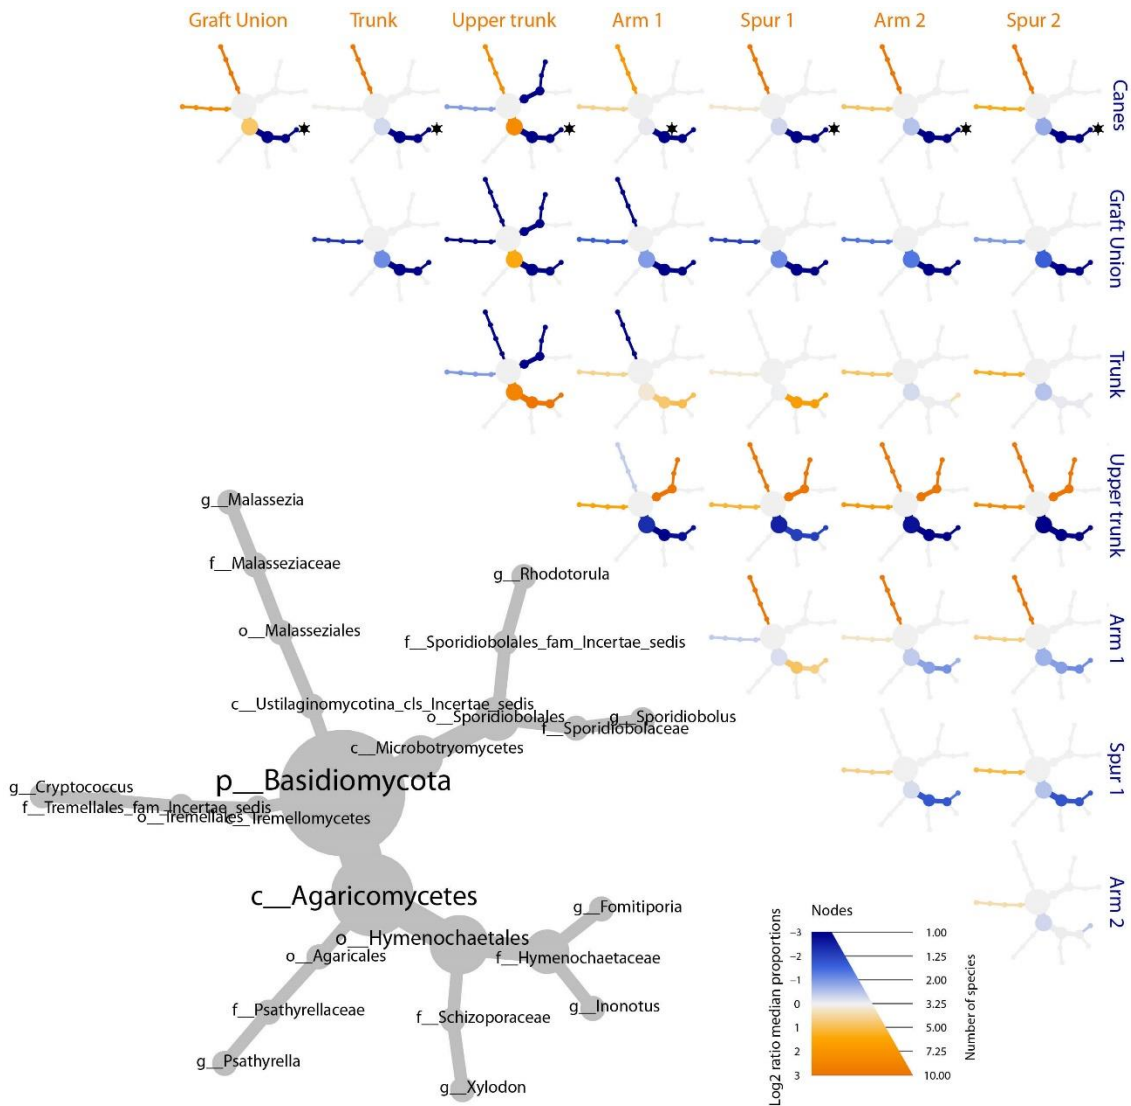 Graft Union Trunk Upper trunk Arm 1 Spur 1 Arm 2 Spur 2
Canes
Graft Union
Trunk
Upper trunk
Arm 1
Spur 1
Arm 2
g__Malassezia
f__Malasseziaceae
g__Rhodotorula
o__Malasseziales
f__Sporidiobolales_fam_Incertae_sedis
c__Ustilaginomycotina_cls_Incertae_sedis
o__Sporidiobolales
g__Sporidiobolus
f__Sporidiobolaceae
c__Microbotryomycetes
p__Basidiomycota
g__Cryptococcus
f__Tremellales_fam_Incertae_sedis
o__Tremellales
c__Tremellomycetes
c__Agaricomycetes
g__Fomitiporia
o__Hymenochaetales
o__Agaricales
f__Hymenochaetaceae
f__Psathyrellaceae
f__Schizoporaceae
g__Inonotus
g__Psathyrella
g__Xylodon
Nodes
Log2 ratio median proportions
Number of species
−3 1.00
−2 1.25
−1 2.00
0 3.25
1 5.00
2 7.25
3 10.00